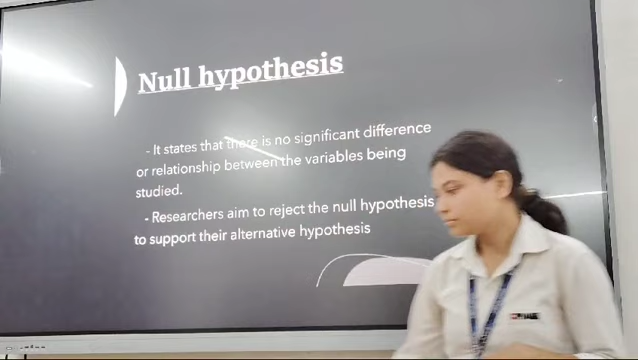 Null hypothesis
- It states that there is no significant difference
or relationship between the variables being
studied.
- Researchers aim to reject the null hypothesis
to support their alternative hypothesis